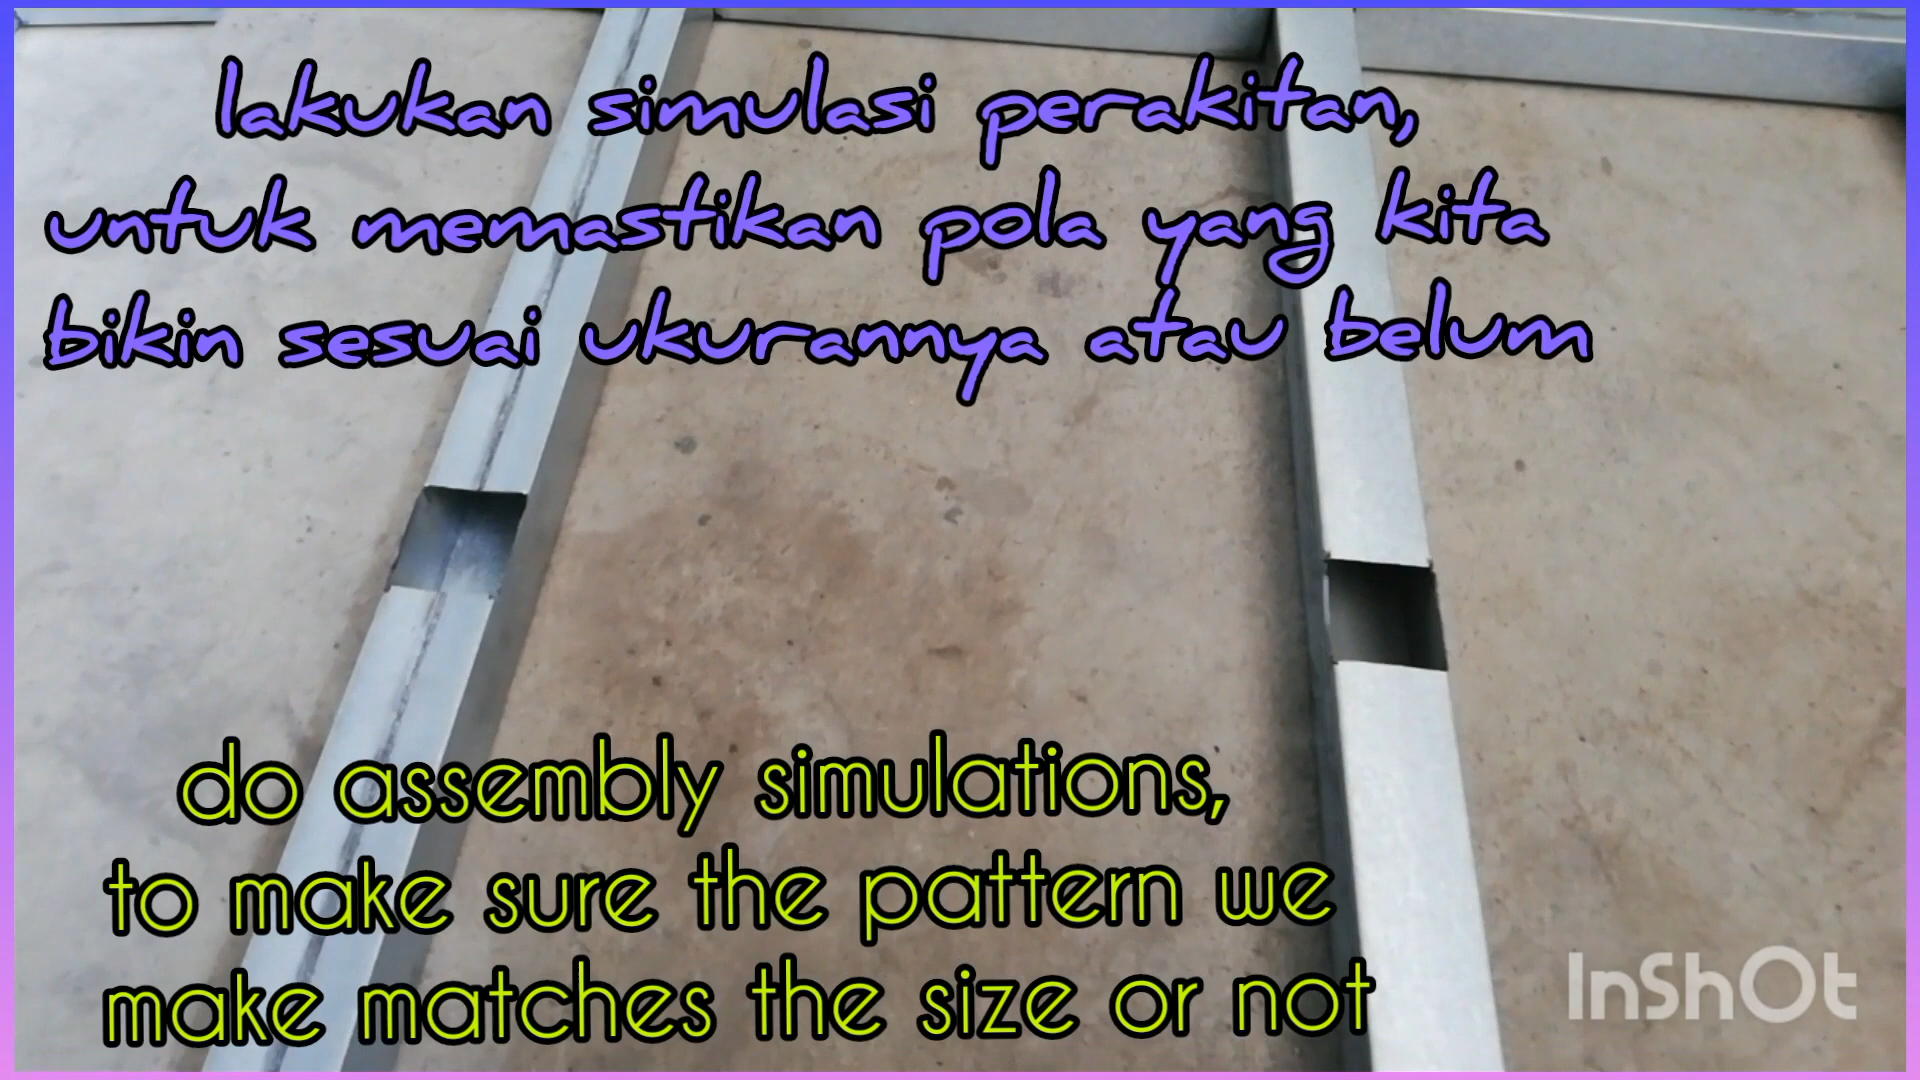 lakukan simulasi perakitan,
untuk memastikan pola yang kita
bikin sesuai ukurannya atau belum
do assembly simulations,
to make sure the pattern we
make matches the size or not
InShOt